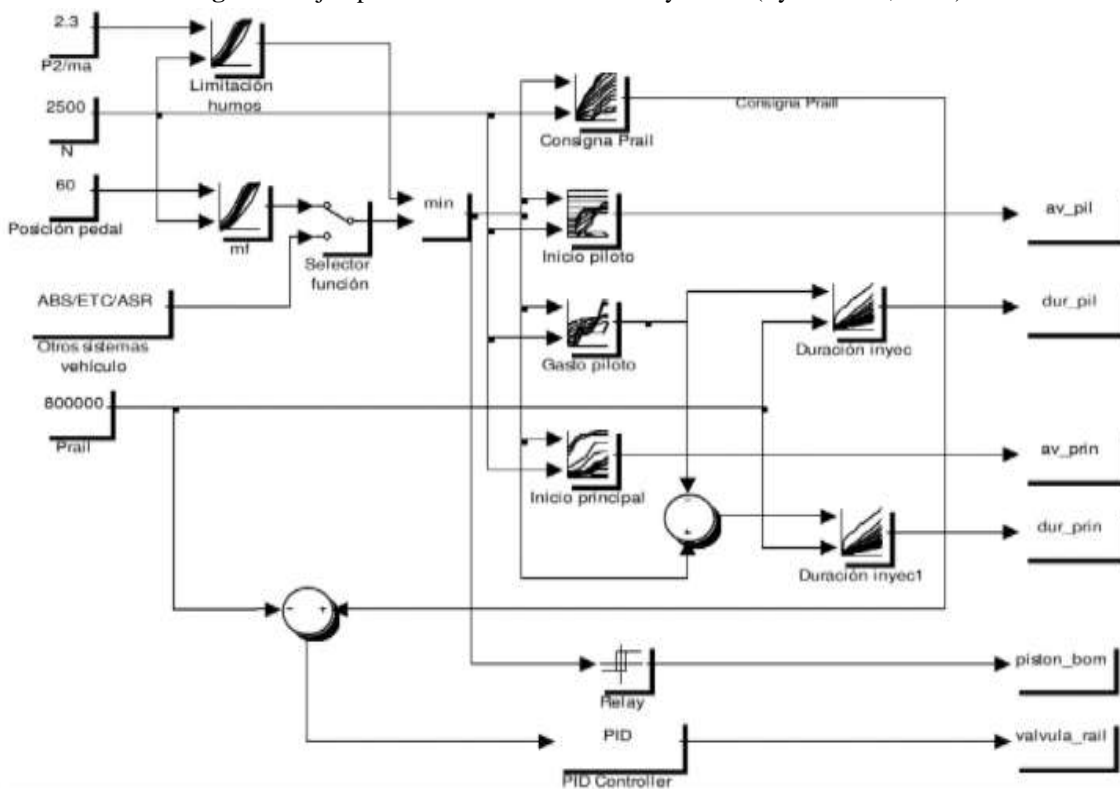 2.3
P2/ma
Limitación
humos
2500
N
60
Posición pedal
mf
Selector
función
min
ABS/ETC/ASR
Otros sistemas
vehículo
800000
Prail
Consigna Prail
Consigna Praill
Inicio piloto
av_pil
Gasto piloto
Duración inyec
dur_pil
Inicio principal
av_prin
-
+
Duración inyec1
dur_prin
- +
Relay
piston_bom
PID
PID Controller
valvula_rail